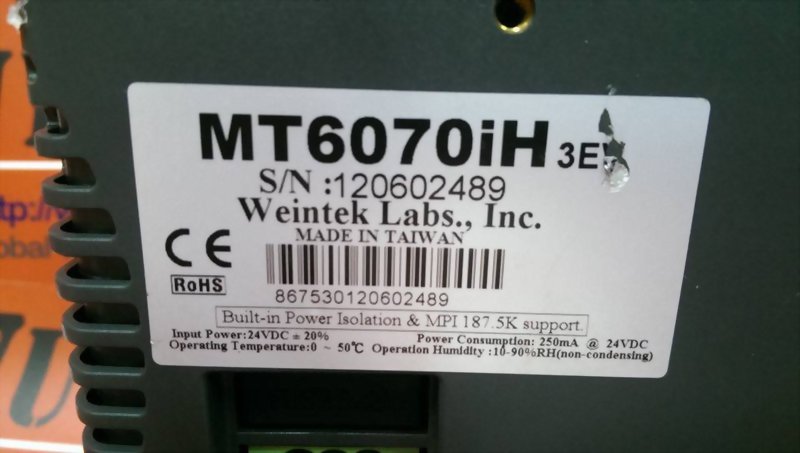 MT6070iH 3E
S/N :120602489
Weintek Labs., Inc.
MADE IN TAIWAN
CE
RoHS
867530120602489
Built-in Power Isolation & MPI 187.5K support.
Input Power:24VDC ± 20% Power Consumption: 250mA @ 24VDC
Operating Temperature:0 ~ 50℃ Operation Humidity :10-90%RH(non-condensing)